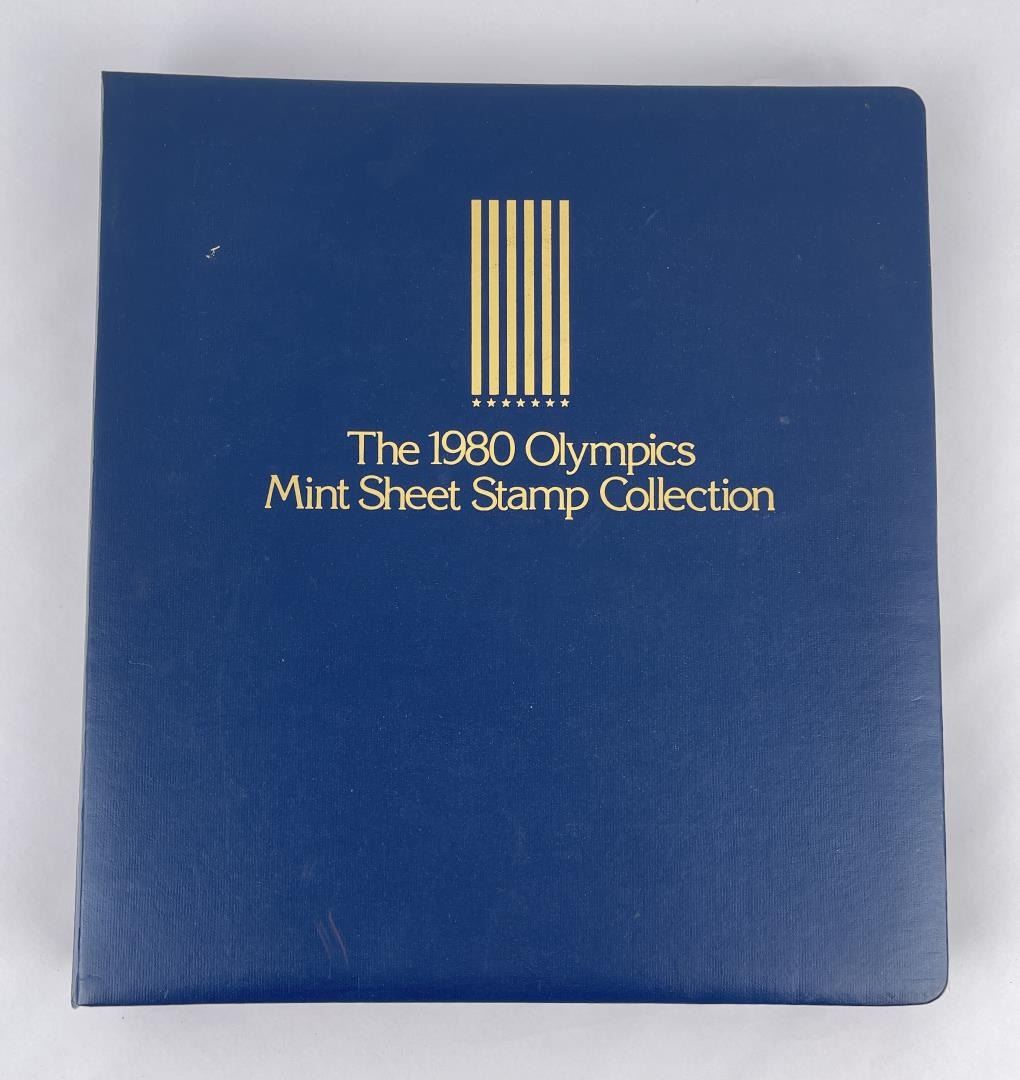 The 1980 Olympics
Mint Sheet Stamp Collection